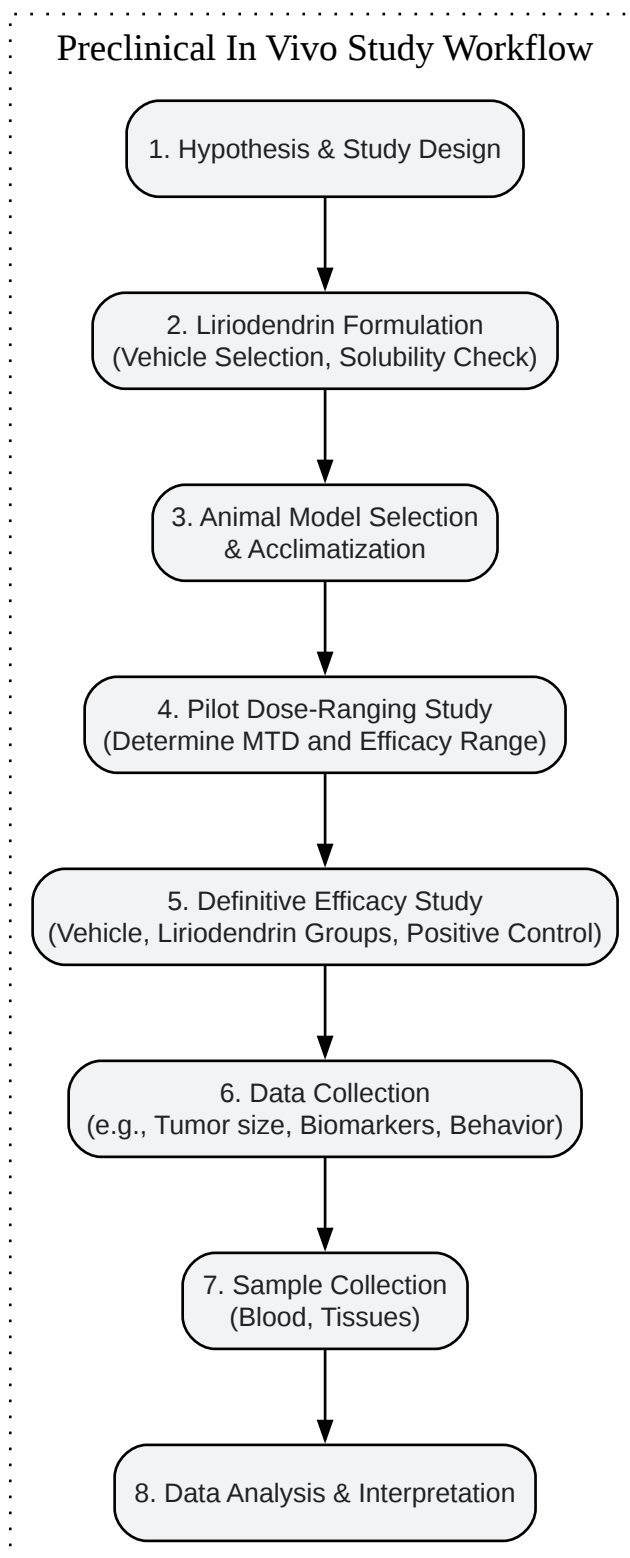 Preclinical In Vivo Study Workflow
1. Hypothesis & Study Design
2. Liriodendrin Formulation
(Vehicle Selection, Solubility Check)
3. Animal Model Selection
& Acclimatization
4. Pilot Dose-Ranging Study
(Determine MTD and Efficacy Range)
5. Definitive Efficacy Study
(Vehicle, Liriodendrin Groups, Positive Control)
6. Data Collection
(e.g., Tumor size, Biomarkers, Behavior)
7. Sample Collection
(Blood, Tissues)
8. Data Analysis & Interpretation